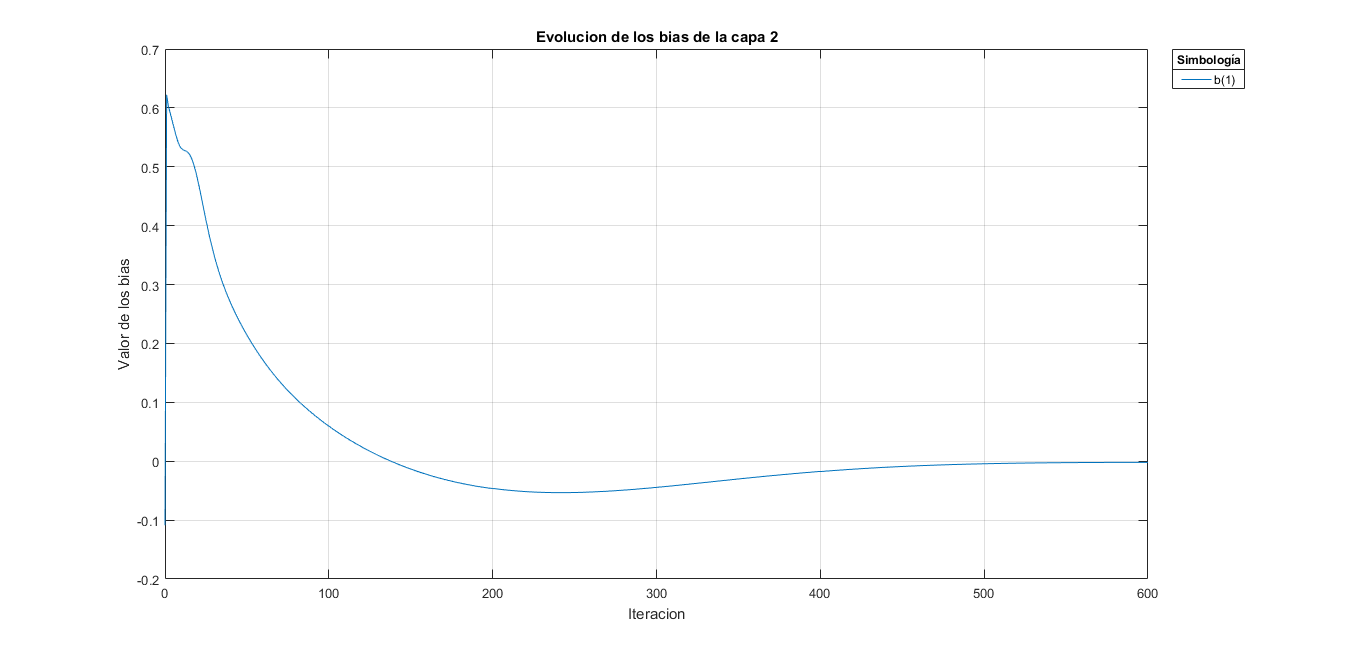 Evolucion de los bias de la capa 2
Simbología
b(1)
Valor de los bias
0.7
0.6
0.5
0.4
0.3
0.2
0.1
0
-0.1
-0.2
0 100 200 300 400 500 600
Iteracion